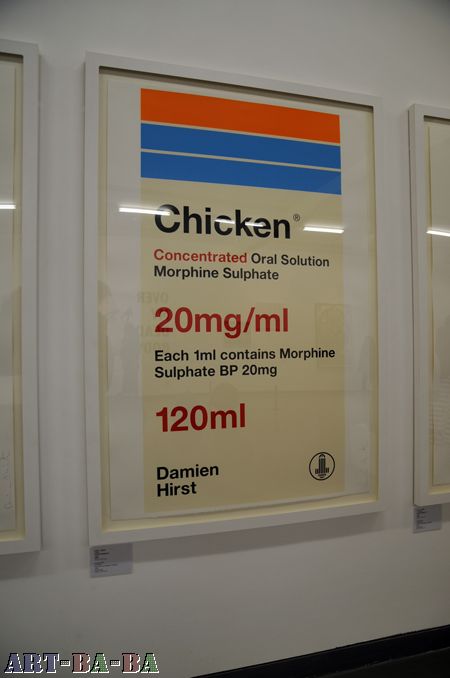 Chicken®
Concentrated Oral Solution
Morphine Sulphate
20mg/ml
Each 1ml contains Morphine
Sulphate BP 20mg
120ml
Damien
Hirst
ART-BA-BA